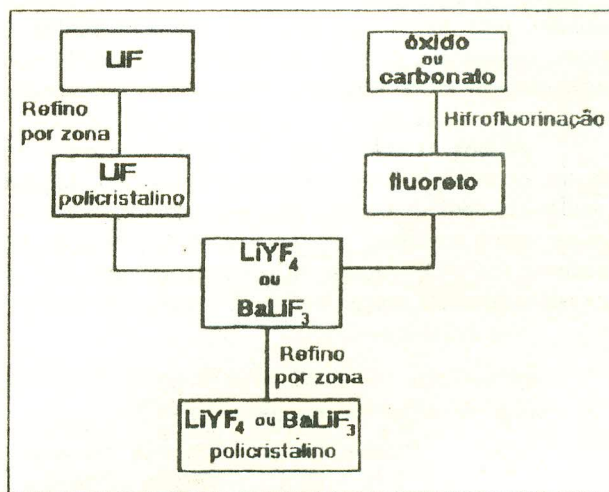 LiF
óxido
ou
carbonato
Refino
por zona
Hifrofluorinação
LiF
policristalino
fluoreto
LiYF₄
ou
BaLiF₃
Refino
por zona
LiYF₄ ou BaLiF₃
policristalino